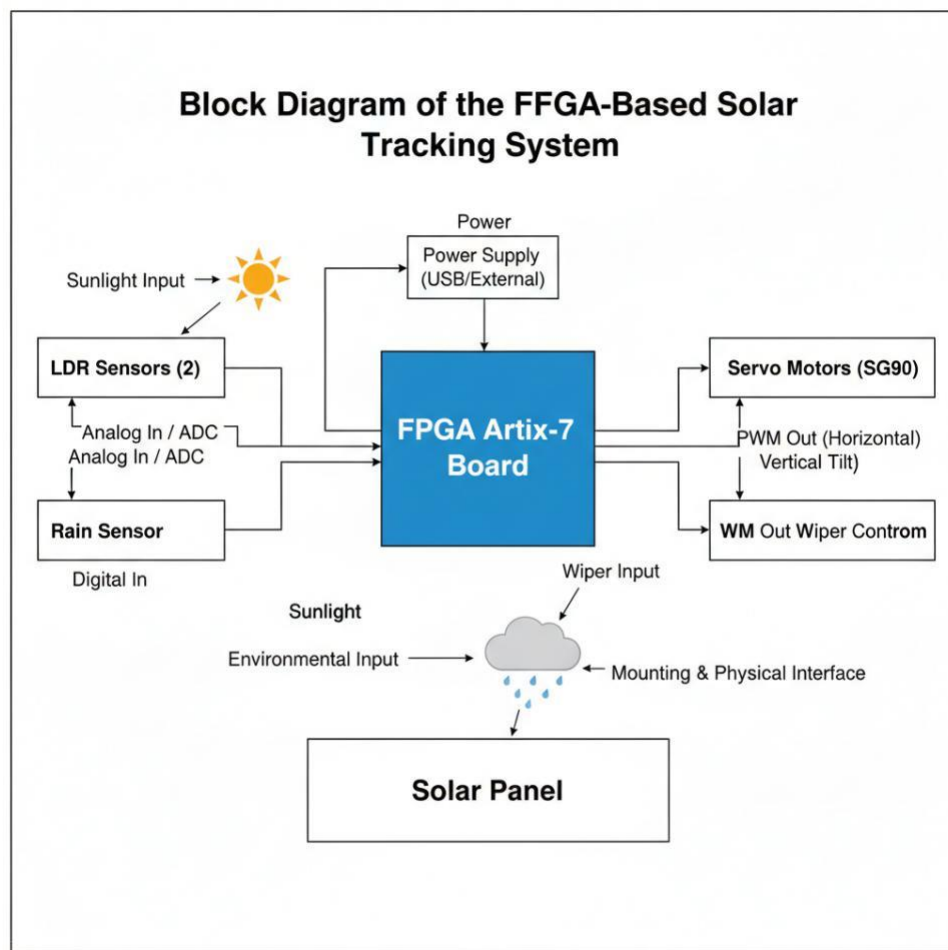 Block Diagram of the FFGA-Based Solar
Tracking System
Power
Power Supply
(USB/External)
Sunlight Input
LDR Sensors (2)
Analog In / ADC
Analog In / ADC
Rain Sensor
Digital In
FPGA Artix-7
Board
Servo Motors (SG90)
PWM Out (Horizontal)
Vertical Tilt)
WM Out Wiper Controm
Wiper Input
Sunlight
Environmental Input
Mounting & Physical Interface
Solar Panel